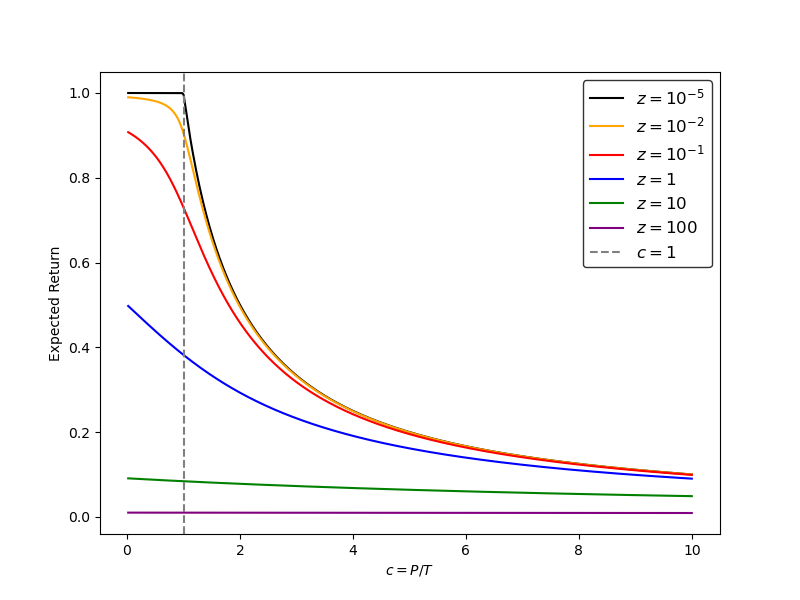 1.0
0.8
0.6
0.4
0.2
0.0
Expected Return
0 2 4 6 8 10
c = P/T
z = 10⁻⁵
z = 10⁻²
z = 10⁻¹
z = 1
z = 10
z = 100
c = 1